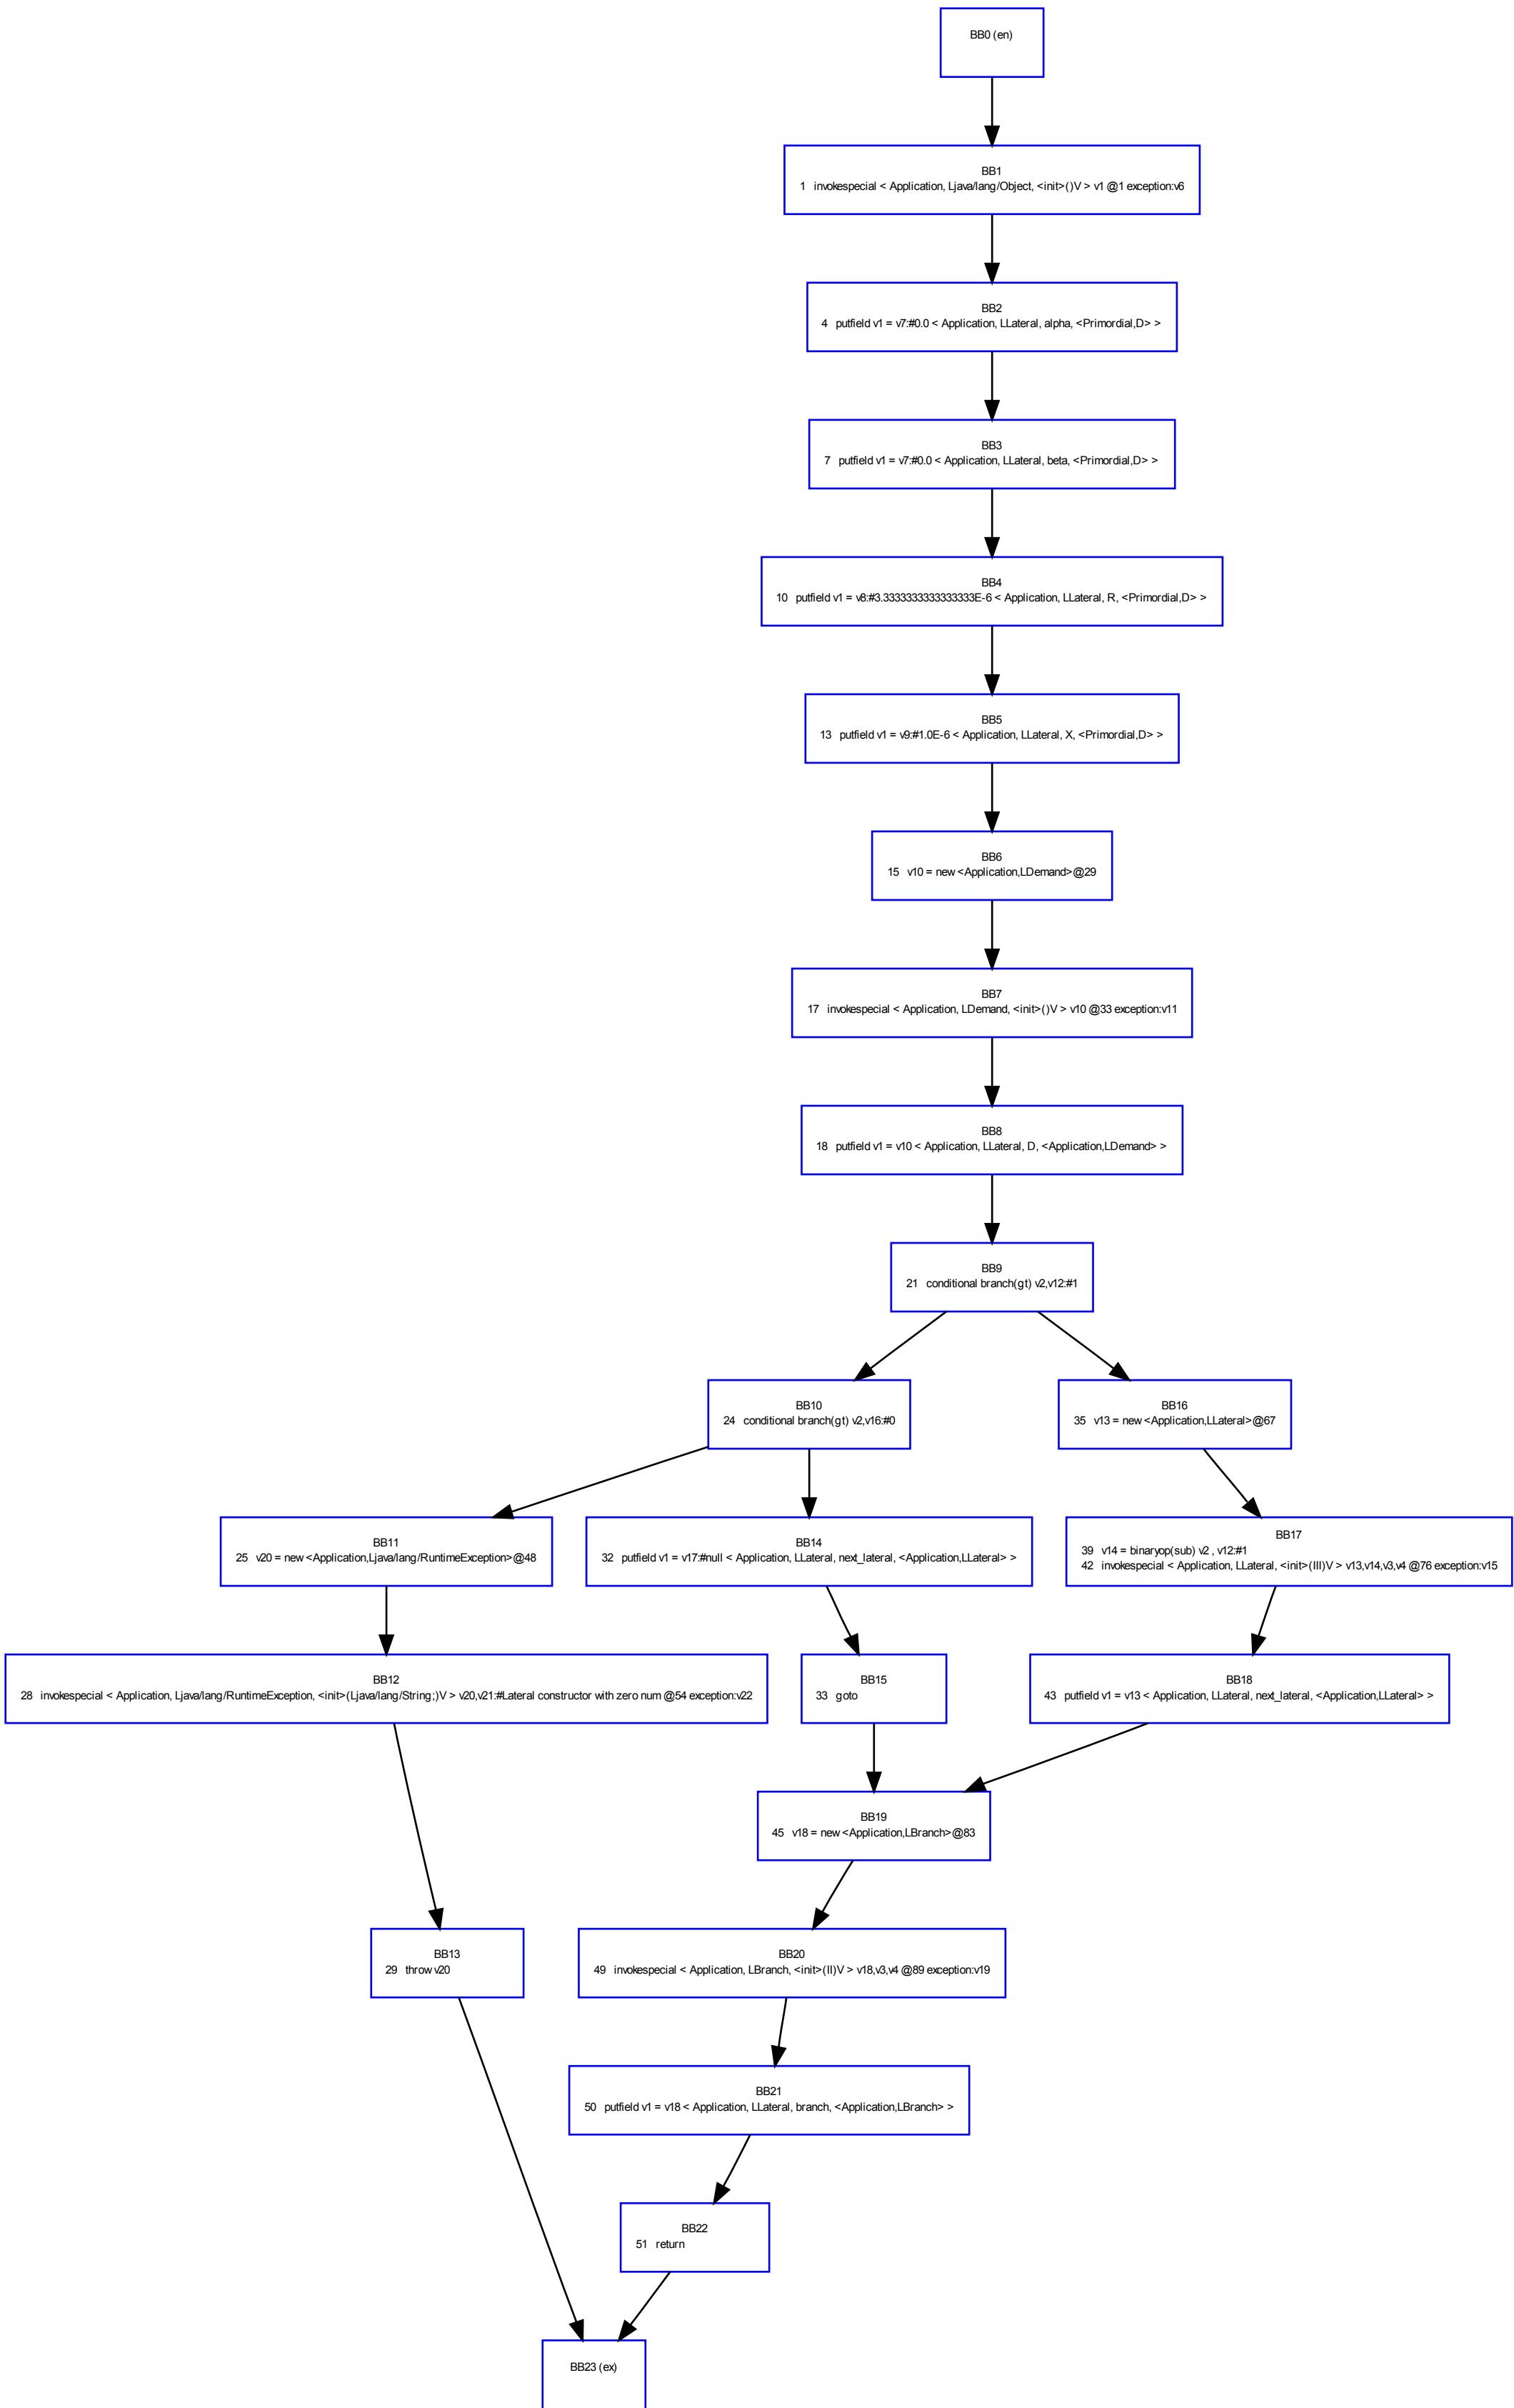 BB0 (en)
BB1
1 invokespecial < Application, Ljava/lang/Object, <init>()V > v1 @1 exception:v6
BB2
4 putfield v1 = v7:#0.0 < Application, LLateral, alpha, <Primordial,D> >
BB3
7 putfield v1 = v7:#0.0 < Application, LLateral, beta, <Primordial,D> >
BB4
10 putfield v1 = v8:#3.3333333333333333E-6 < Application, LLateral, R, <Primordial,D> >
BB5
13 putfield v1 = v9:#1.0E-6 < Application, LLateral, X, <Primordial,D> >
BB6
15 v10 = new <Application,LDemand>@29
BB7
17 invokespecial < Application, LDemand, <init>()V > v10 @33 exception:v11
BB8
18 putfield v1 = v10 < Application, LLateral, D, <Application,LDemand> >
BB9
21 conditional branch(gt) v2,v12:#1
BB10
24 conditional branch(gt) v2,v16:#0
BB16
35 v13 = new <Application,LLateral>@67
BB11
25 v20 = new <Application,Ljava/lang/RuntimeException>@48
BB14
32 putfield v1 = v17:#null < Application, LLateral, next_lateral, <Application,LLateral> >
BB17
39 v14 = binaryop(sub) v2 , v12:#1
42 invokespecial < Application, LLateral, <init>(III)V > v13,v14,v3,v4 @76 exception:v15
BB12
28 invokespecial < Application, Ljava/lang/RuntimeException, <init>(Ljava/lang/String;)V > v20,v21:#Lateral constructor with zero num @54 exception:v22
BB15
33 goto
BB18
43 putfield v1 = v13 < Application, LLateral, next_lateral, <Application,LLateral> >
BB19
45 v18 = new <Application,LBranch>@83
BB13
29 throw v20
BB20
49 invokespecial < Application, LBranch, <init>(II)V > v18,v3,v4 @89 exception:v19
BB21
50 putfield v1 = v18 < Application, LLateral, branch, <Application,LBranch> >
BB22
51 return
BB23 (ex)